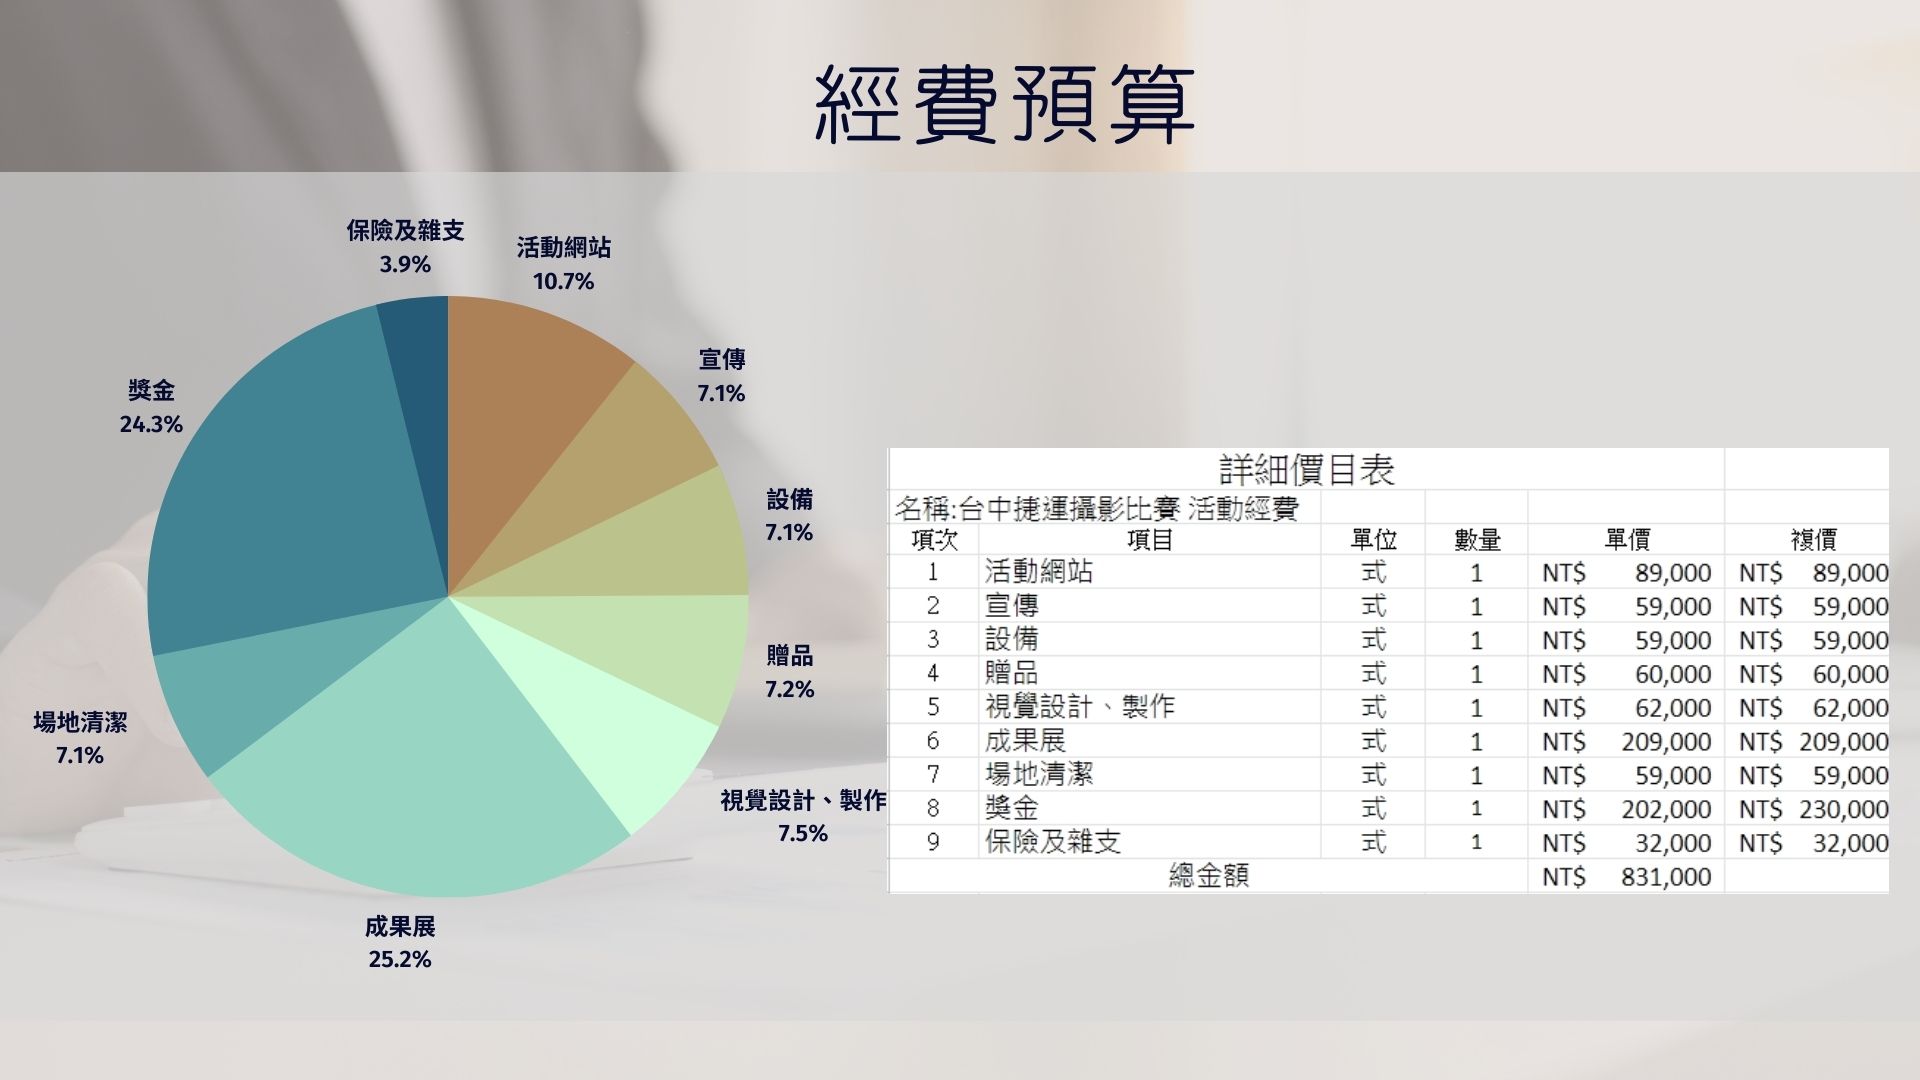 經費預算
保險及雜支
3.9%
活動網站
10.7%
宣傳
7.1%
設備
7.1%
贈品
7.2%
視覺設計、製作
7.5%
成果展
25.2%
場地清潔
7.1%
獎金
24.3%
詳細價目表
名稱:台中捷運攝影比賽 活動經費
項次 項目 單位 數量 單價 複價
1 活動網站 式 1 NT$ 89,000 NT$ 89,000
2 宣傳 式 1 NT$ 59,000 NT$ 59,000
3 設備 式 1 NT$ 59,000 NT$ 59,000
4 贈品 式 1 NT$ 60,000 NT$ 60,000
5 視覺設計、製作 式 1 NT$ 62,000 NT$ 62,000
6 成果展 式 1 NT$ 209,000 NT$ 209,000
7 場地清潔 式 1 NT$ 59,000 NT$ 59,000
8 獎金 式 1 NT$ 202,000 NT$ 230,000
9 保險及雜支 式 1 NT$ 32,000 NT$ 32,000
總金額 NT$ 831,000